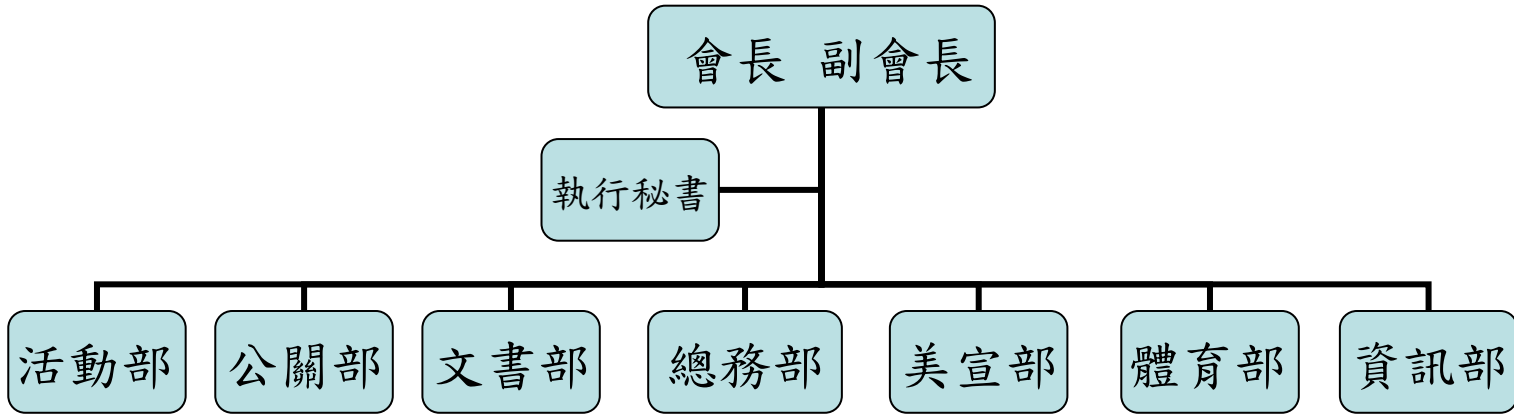 會長 副會長
執行秘書
活動部
公關部
文書部
總務部
美宣部
體育部
資訊部